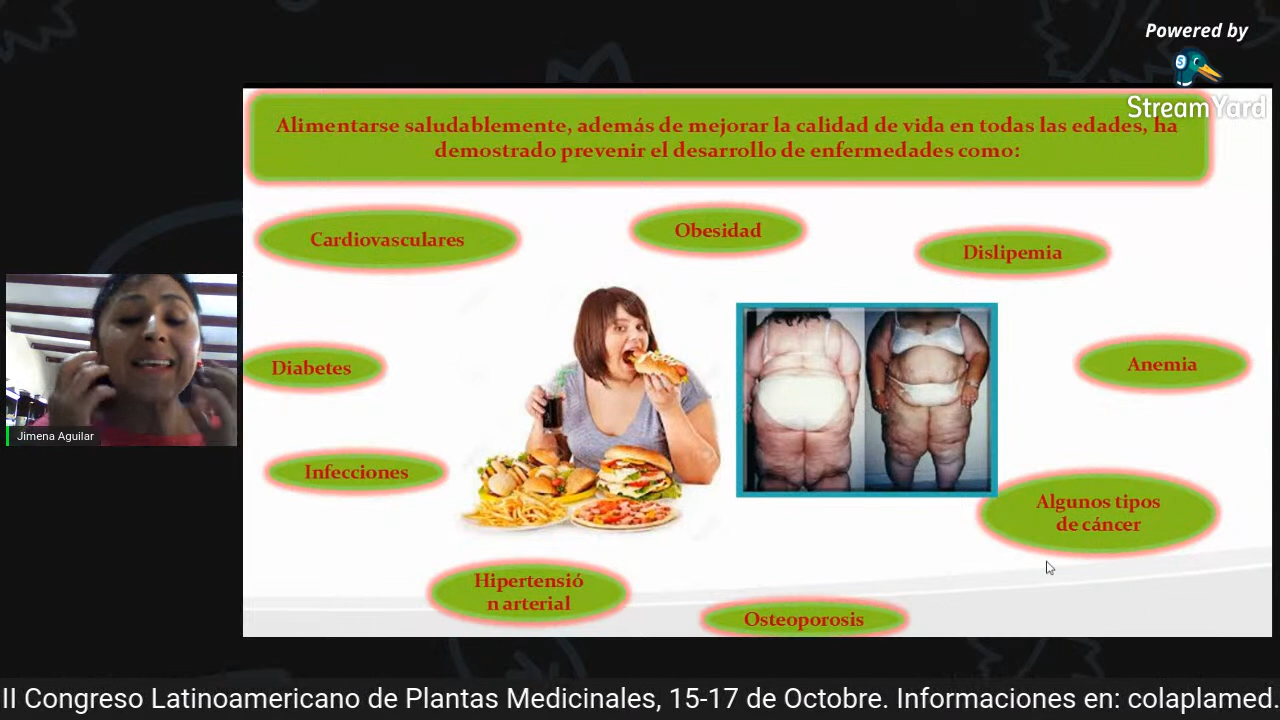 Powered by
StreamYard
Alimentarse saludablemente, además de mejorar la calidad de vida en todas las edades, ha
demostrado prevenir el desarrollo de enfermedades como:
Cardiovasculares
Obesidad
Dislipemia
Diabetes
Anemia
Jimena Aguilar
Infecciones
Algunos tipos
de cáncer
Hipertensió
n arterial
Osteoporosis
II Congreso Latinoamericano de Plantas Medicinales, 15-17 de Octubre. Informaciones en: colaplamed.